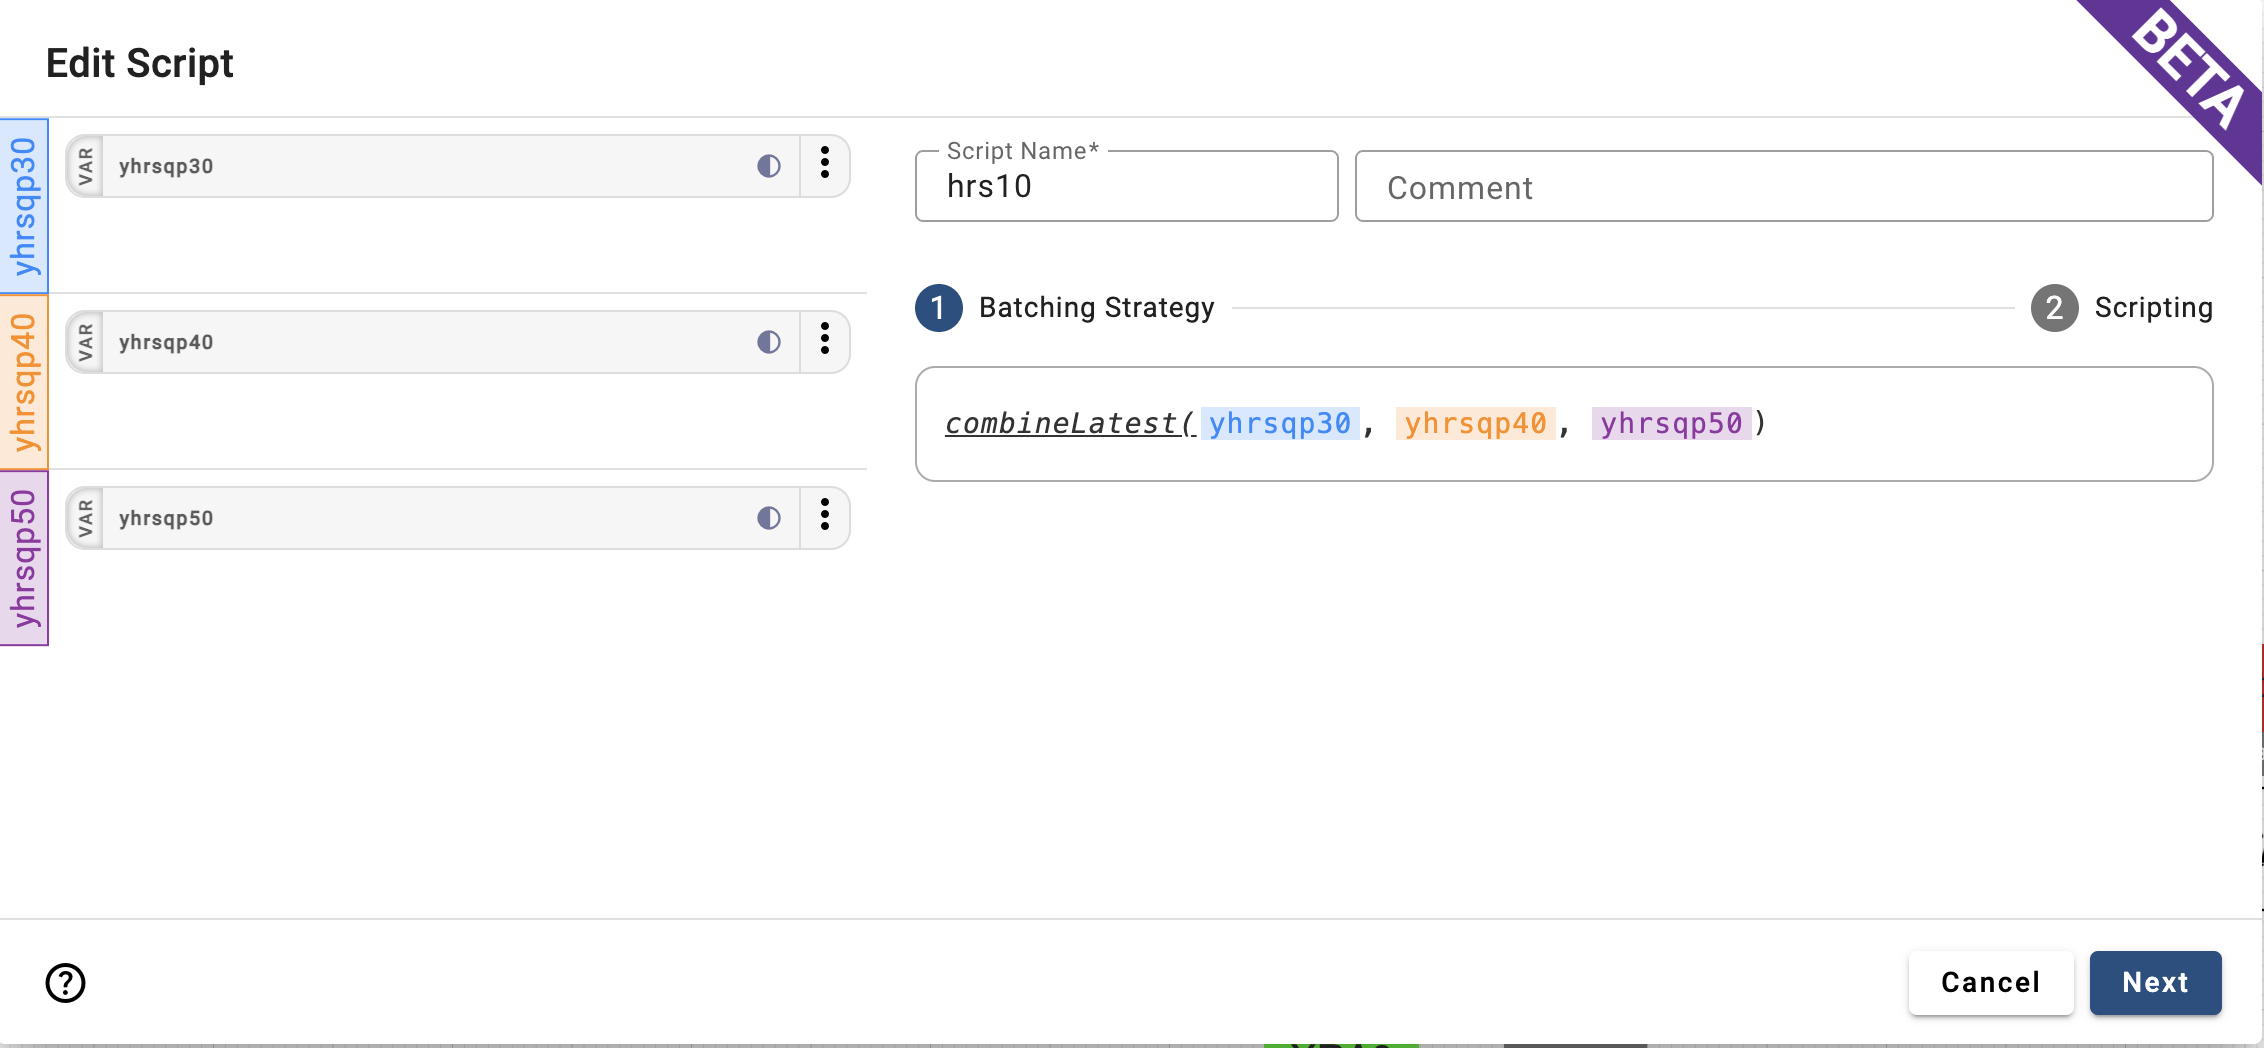 Edit Script
BETA
yhrsqp30
VAR
yhrsqp30
yhrsqp40
VAR
yhrsqp40
yhrsqp50
VAR
yhrsqp50
Script Name*
hrs10
Comment
1 Batching Strategy
2 Scripting
combineLatest( yhrsqp30, yhrsqp40, yhrsqp50)
?
Cancel
Next